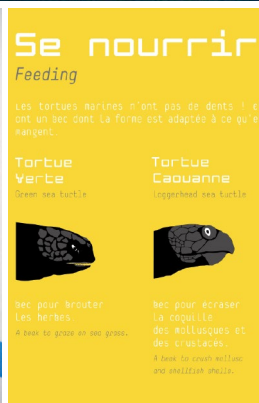 Se nourrir
Feeding
Les tortues marines n'ont pas de dents ! c
ont un bec dont la forme est adaptée à ce qu'e
mangent.
Tortue
Verte
Green sea turtle
Tortue
Caouanne
Loggerhead sea turtle
bec pour brouter
les herbes
A beak to graze on sea grass.
bec pour écraser
la coquille
des mollusques et
des crustacés.
A beak to crush mollusc
and shellfish shells.